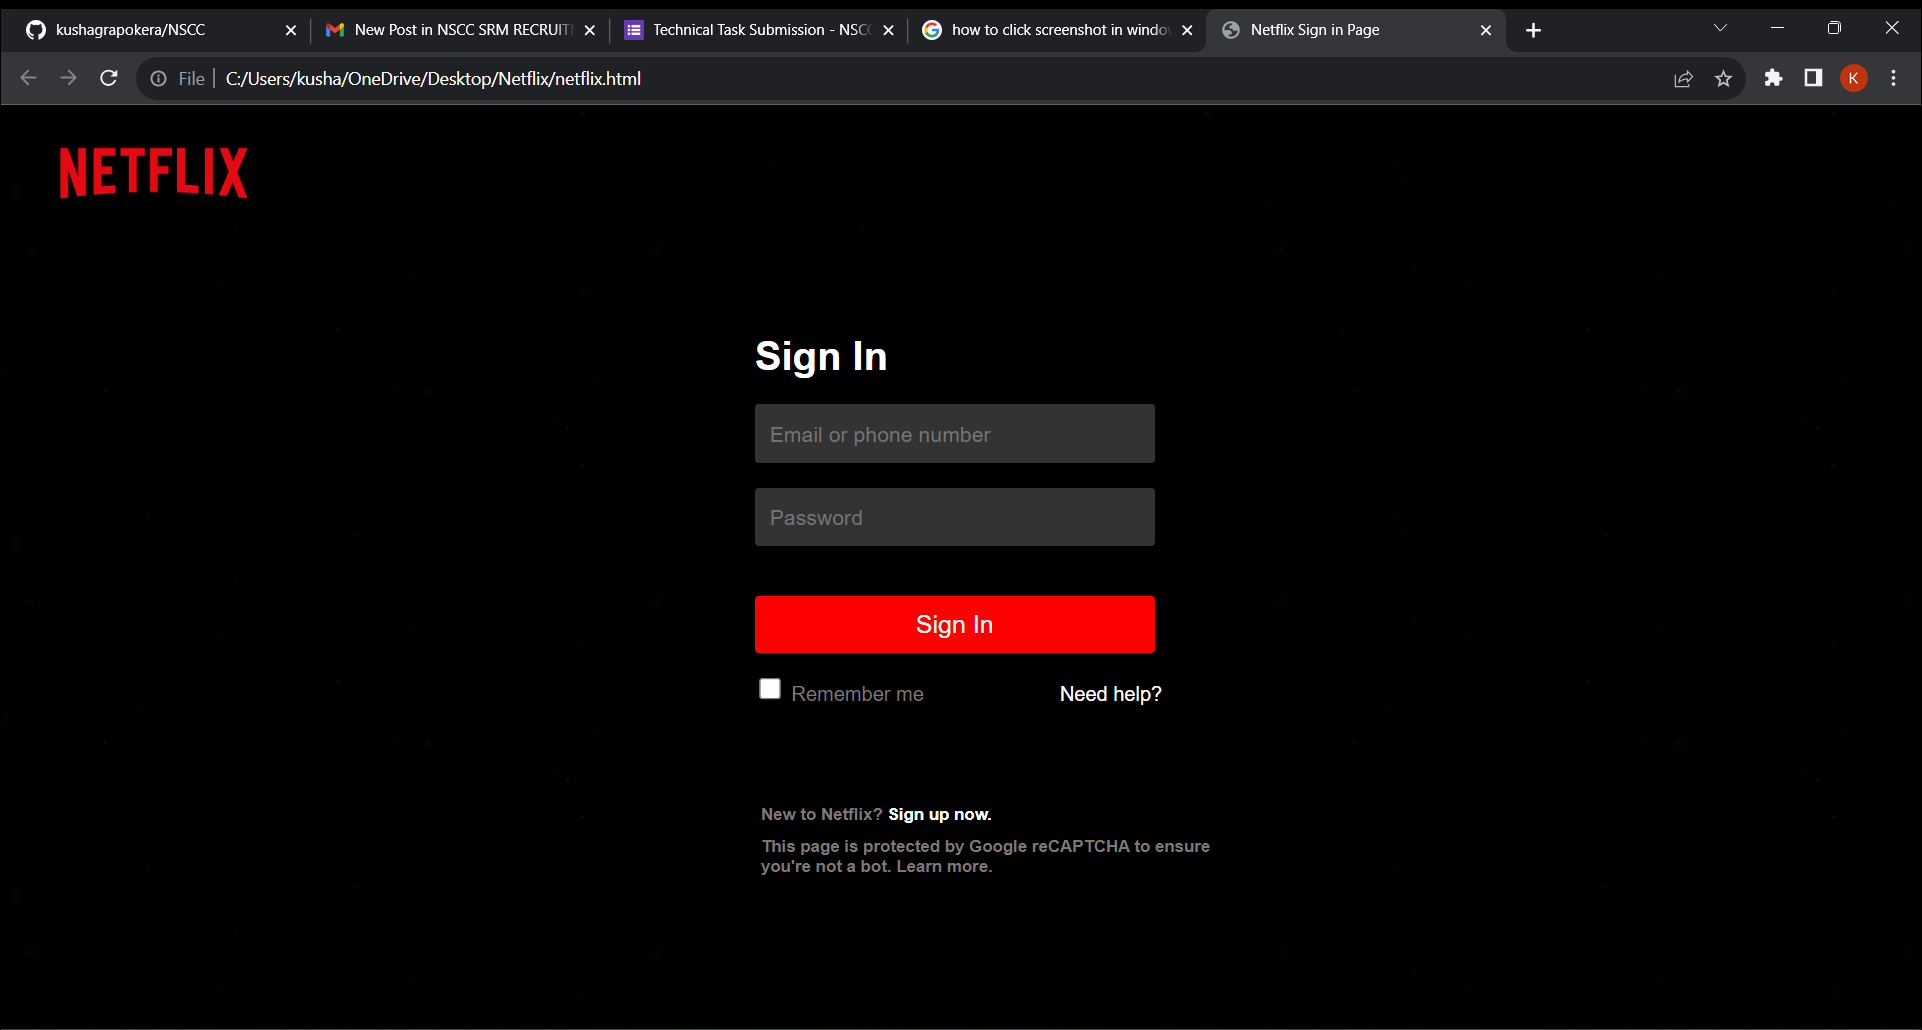 kushagrapokera/NSCC
New Post in NSCC SRM RECRUIT
Technical Task Submission - NSCC
how to click screenshot in windo
Netflix Sign in Page
File
C:/Users/kusha/OneDrive/Desktop/Netflix/netflix.html
K
NETFLIX
Sign In
Email or phone number
Password
Sign In
Remember me
Need help?
New to Netflix? Sign up now.
This page is protected by Google reCAPTCHA to ensure
you're not a bot. Learn more.